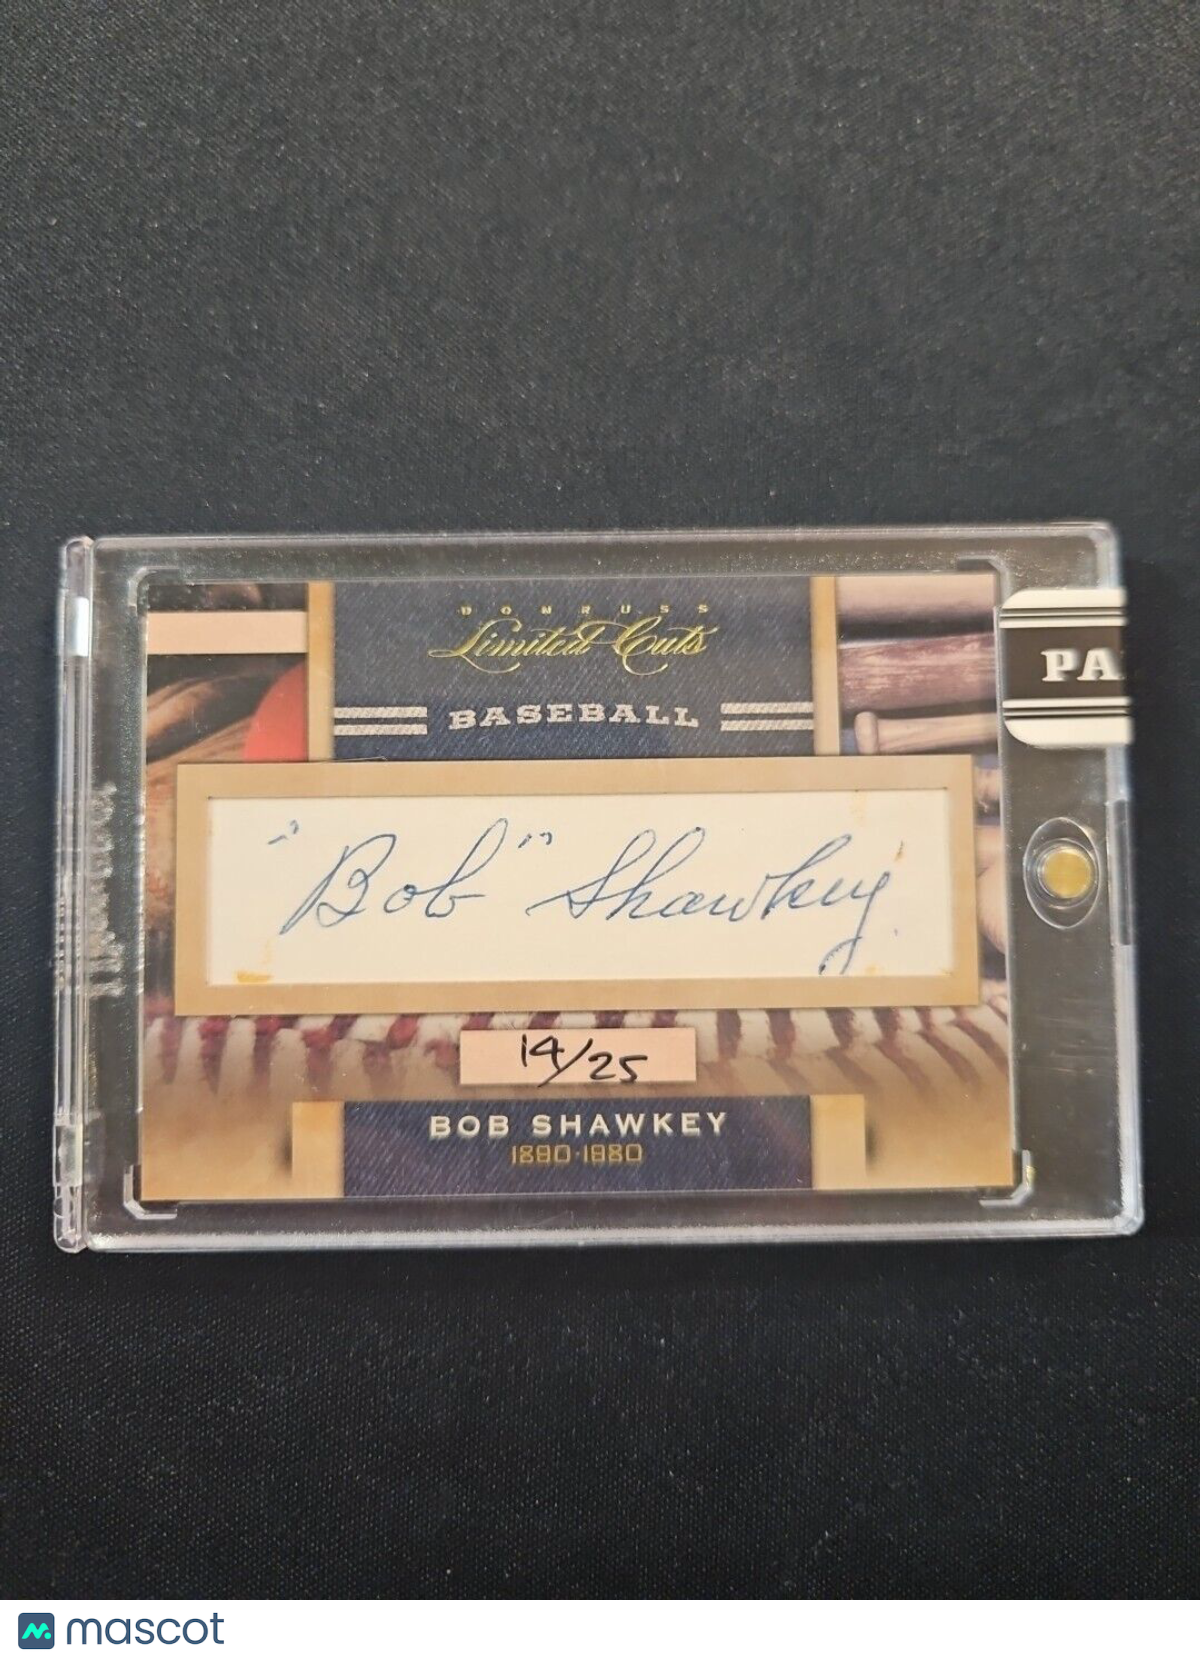 DONRUSS
Limited Cuts
BASEBALL
PA
"Bob" Shawkey
14/25
BOB SHAWKEY
1890-1980
mascot